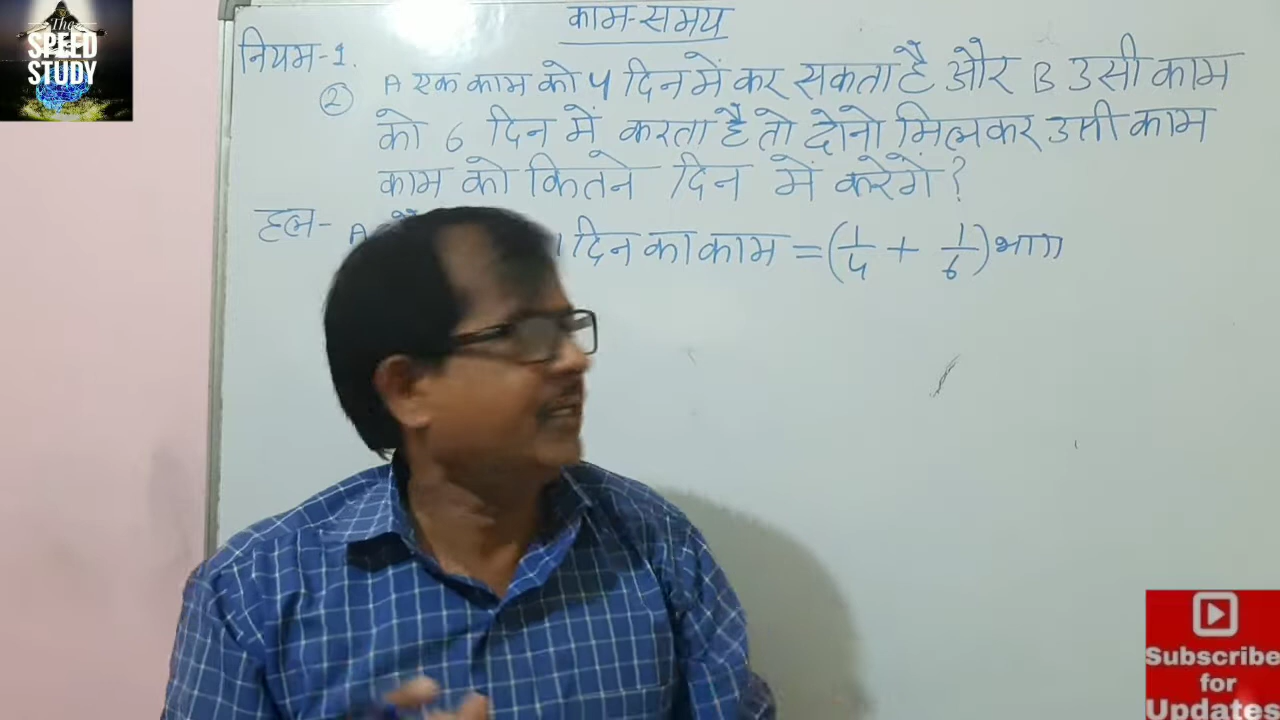 The
SPEED
STUDY
काम-समय
नियम-1.
② A एक काम को 4 दिन में कर सकता है और B उसी काम
को 6 दिन में करता है तो दोनो मिलकर उसी काम
काम को कितने दिन में करेगें?
हल- A दिन का काम = (1/4 + 1/6) भाग
Subscribe
for
Updates